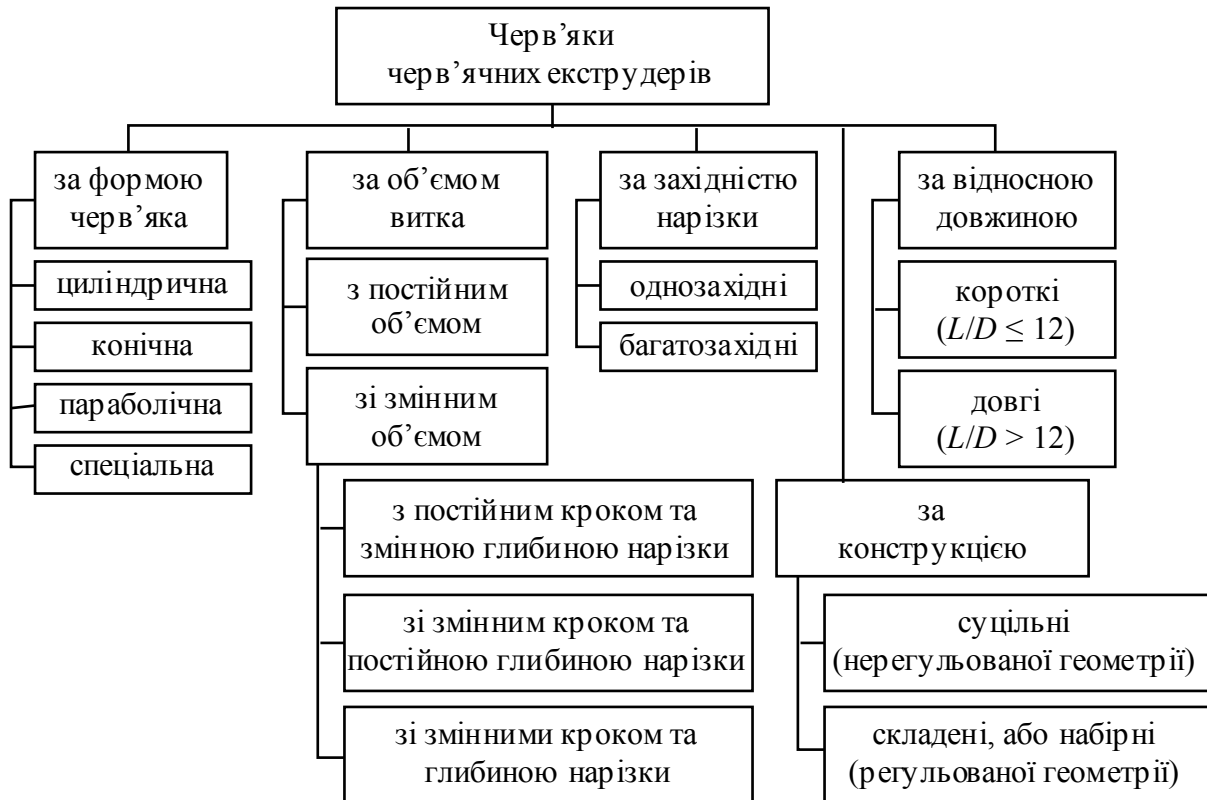 Черв’яки
черв’ячних екструдерів
за формою
черв’яка
циліндрична
конічна
параболічна
спеціальна
за об’ємом
витка
з постійним
об’ємом
зі змінним
об’ємом
з постійним кроком та
змінною глибиною нарізки
зі змінним кроком та
постійною глибиною нарізки
зі змінними кроком та
глибиною нарізки
за західністю
нарізки
однозахідні
багатозахідні
за відносною
довжиною
короткі
(L/D ≤ 12)
довгі
(L/D > 12)
за
конструкцією
суцільні
(нерегульованої геометрії)
складені, або набірні
(регульованої геометрії)